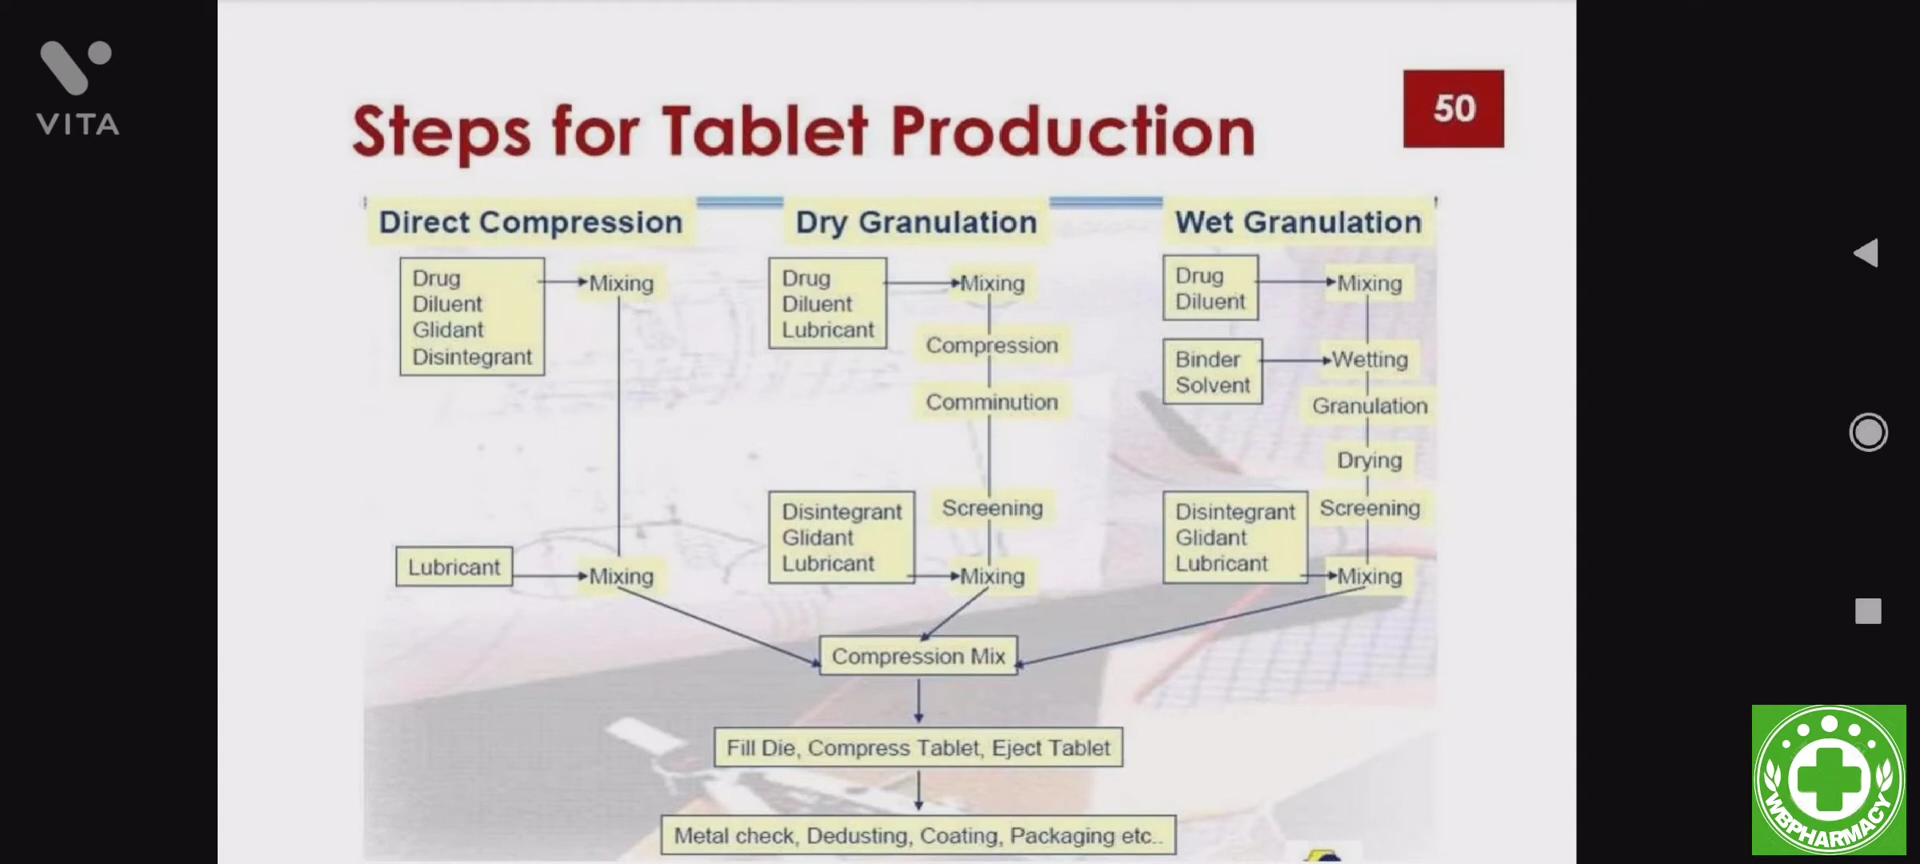 VITA
Steps for Tablet Production
50
Direct Compression
Drug
Diluent
Glidant
Disintegrant
Mixing
Lubricant
Mixing
Dry Granulation
Drug
Diluent
Lubricant
Mixing
Compression
Comminution
Screening
Disintegrant
Glidant
Lubricant
Mixing
Wet Granulation
Drug
Diluent
Mixing
Binder
Solvent
Wetting
Granulation
Drying
Screening
Disintegrant
Glidant
Lubricant
Mixing
Compression Mix
Fill Die, Compress Tablet, Eject Tablet
Metal check, Dedusting, Coating, Packaging etc..
WBPHARMACY